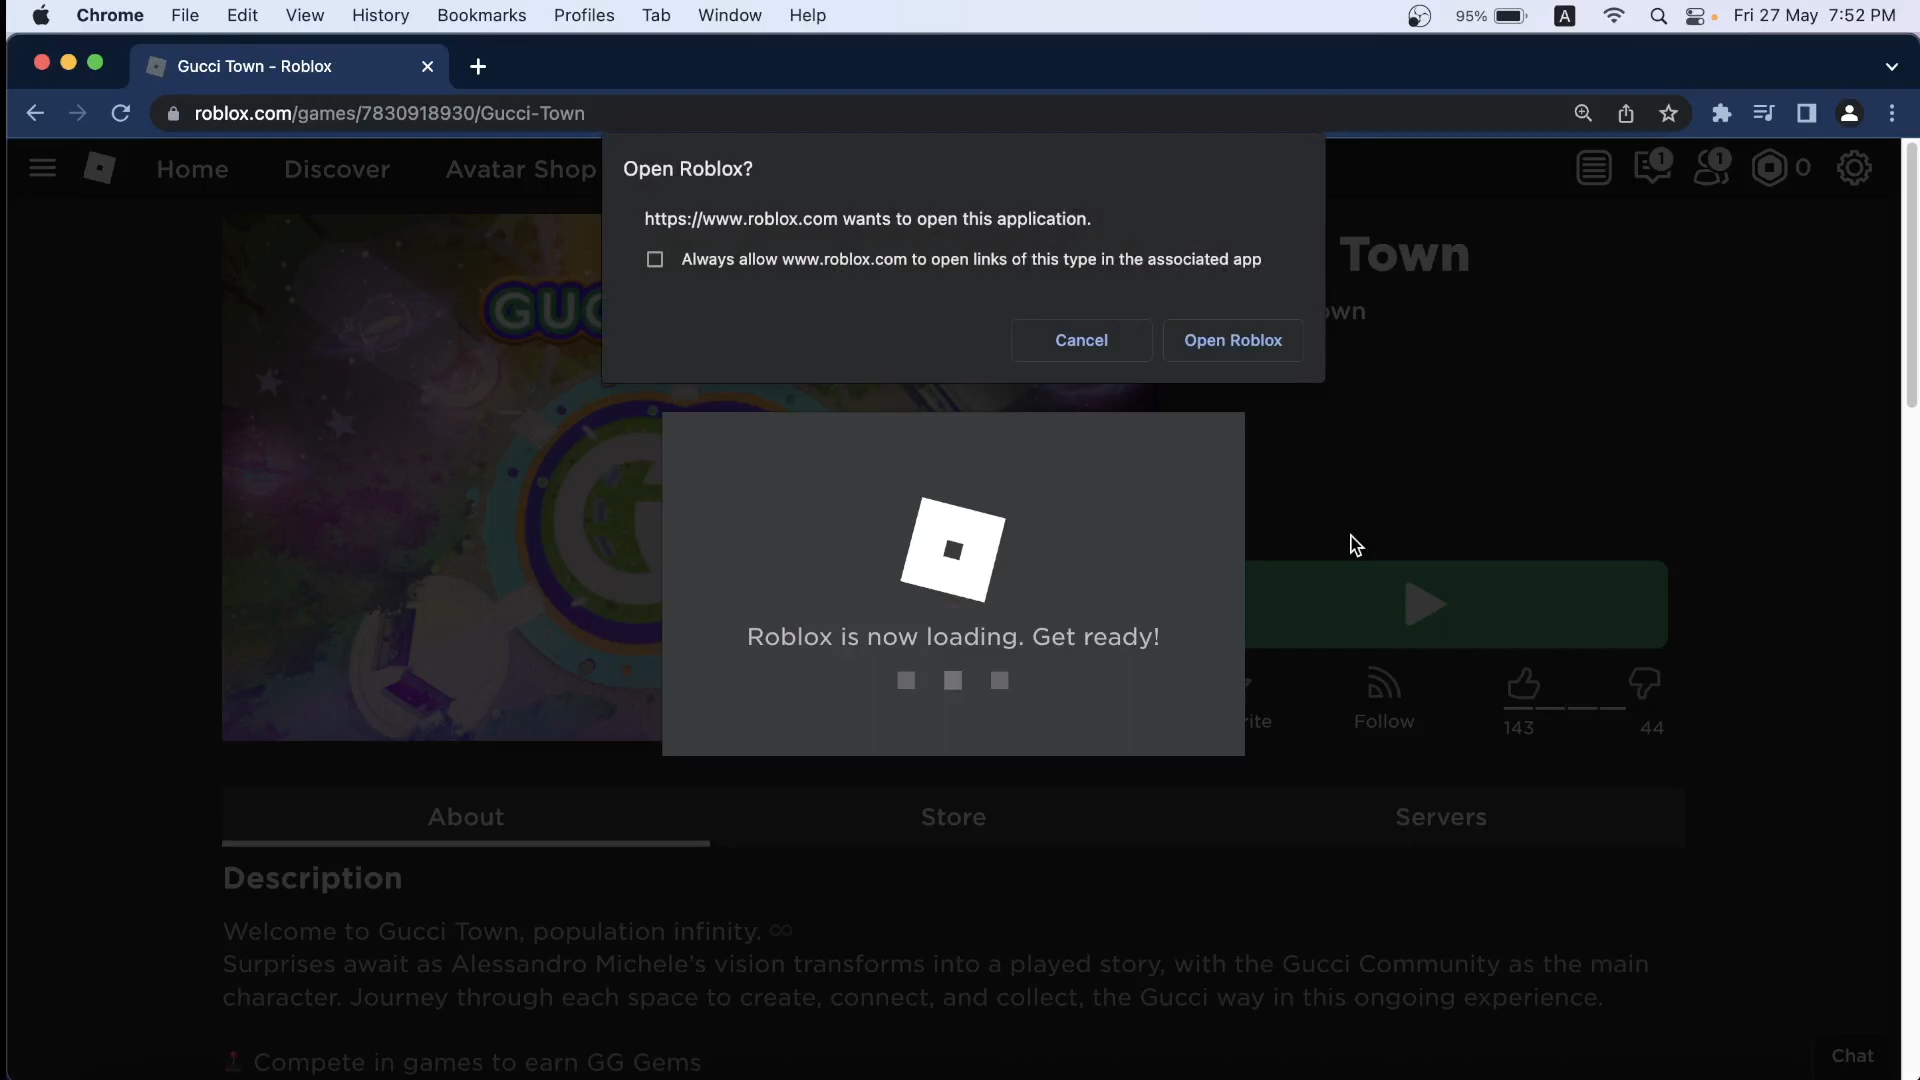 Chrome File Edit View History Bookmarks Profiles Tab Window Help 95% A Fri 27 May 7:52 PM
Gucci Town - Roblox
roblox.com/games/7830918930/Gucci-Town
Home Discover Avatar Shop 1 1 0
Open Roblox?
https://www.roblox.com wants to open this application.
Always allow www.roblox.com to open links of this type in the associated app
Cancel Open Roblox
Town
Roblox is now loading. Get ready!
Follow
143 44
About Store Servers
Description
Welcome to Gucci Town, population infinity. ∞
Surprises await as Alessandro Michele's vision transforms into a played story, with the Gucci Community as the main
character. Journey through each space to create, connect, and collect, the Gucci way in this ongoing experience.
🕹️ Compete in games to earn GG Gems
Chat